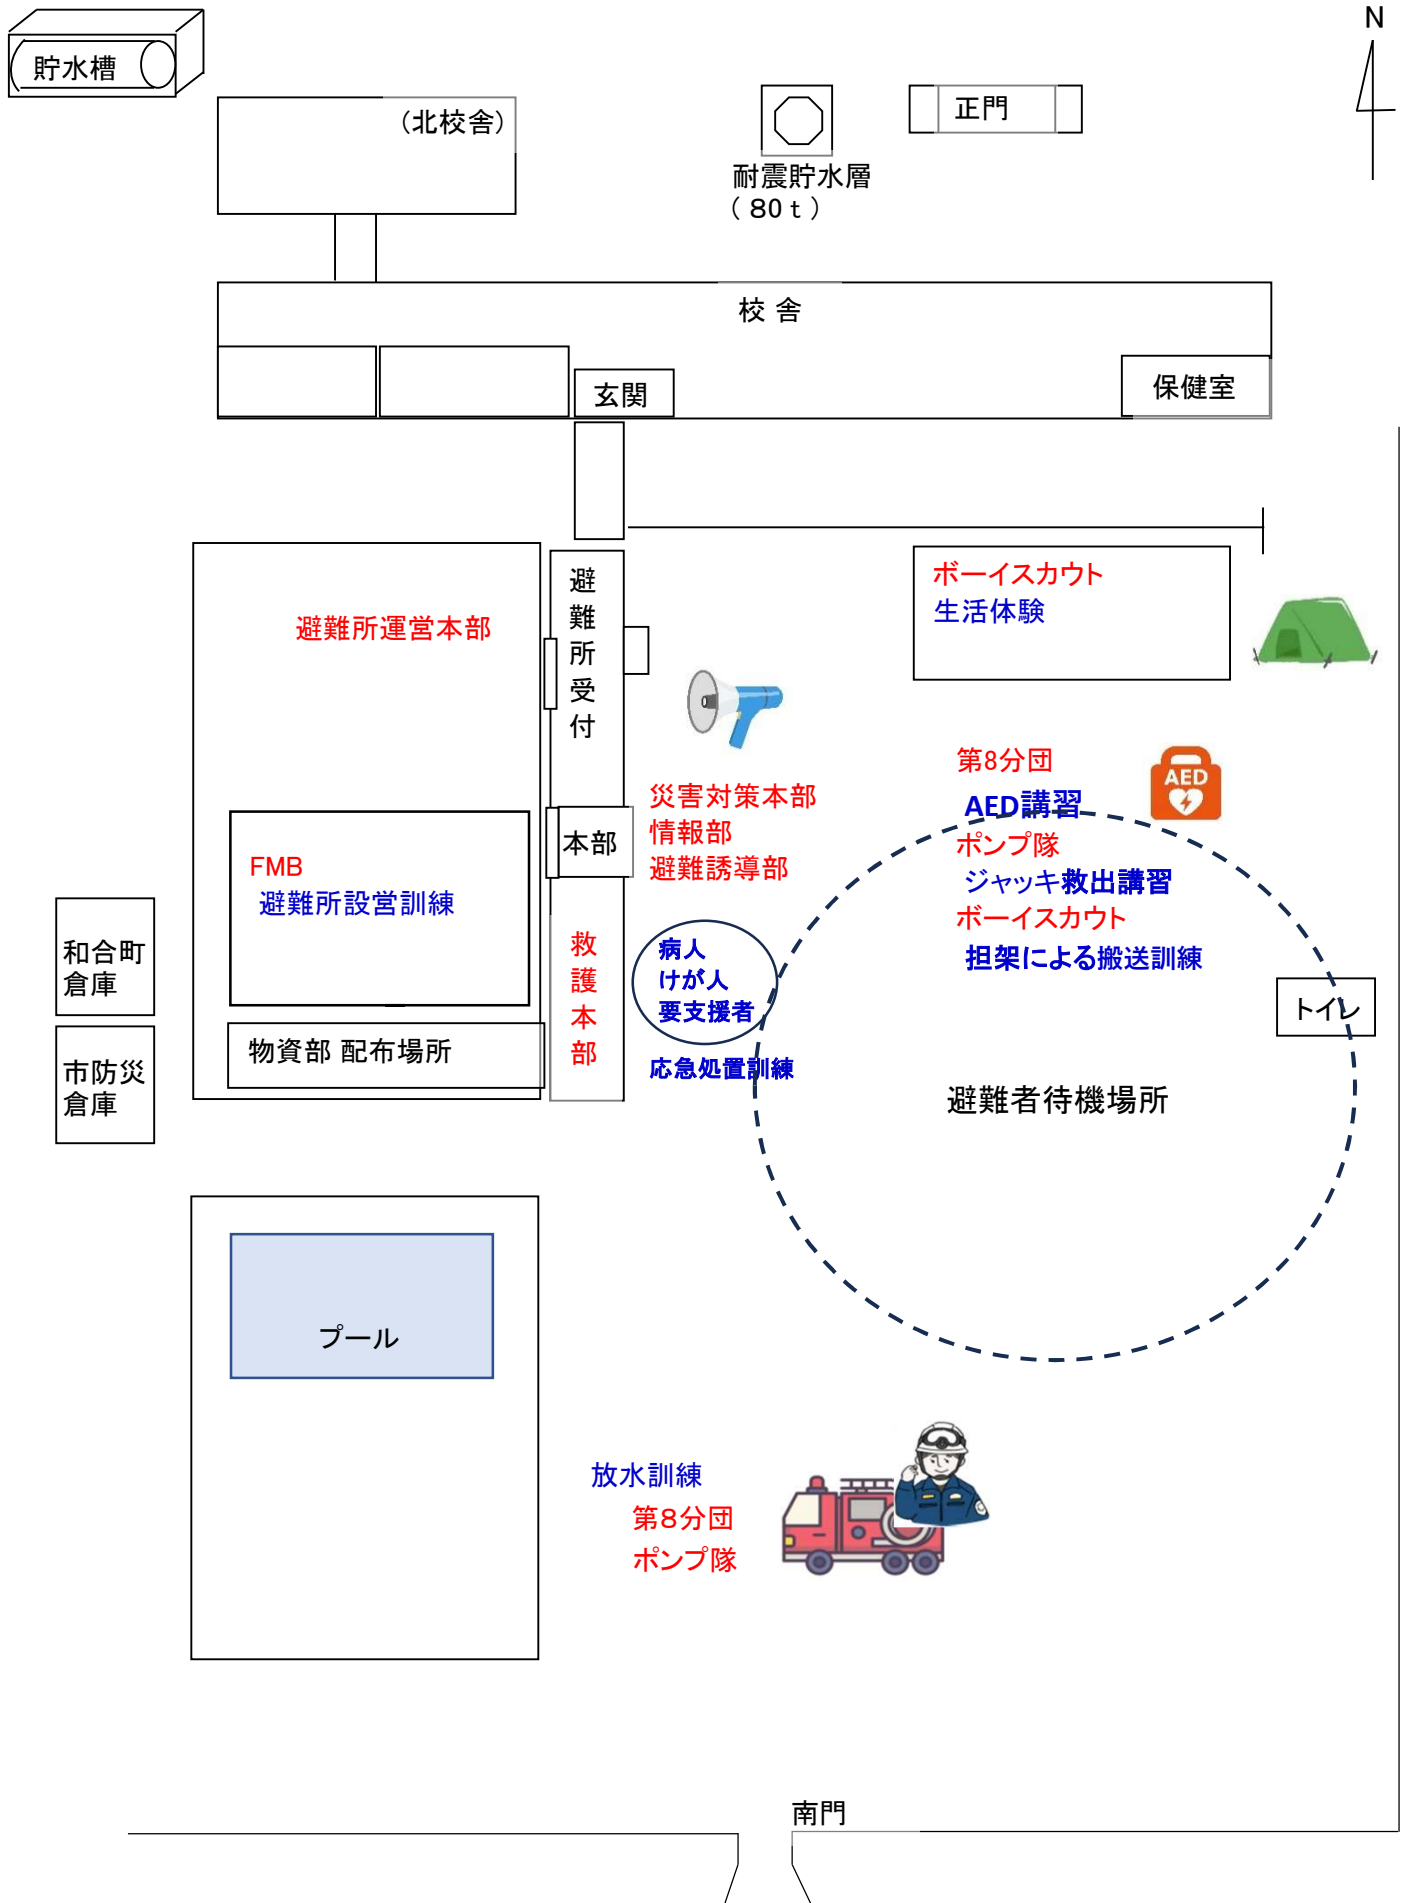 N
貯水槽
（北校舎）
正門
耐震貯水層
（ 80ｔ）
校 舎
玄関
保健室
避難所受付
ボーイスカウト
生活体験
避難所運営本部
第8分団
AED
AED講習
災害対策本部
情報部
避難誘導部
本部
ポンプ隊
ジャッキ救出講習
ボーイスカウト
担架による搬送訓練
FMB
避難所設営訓練
救護本部
病人
けが人
要支援者
応急処置訓練
和合町
倉庫
トイレ
物資部 配布場所
市防災
倉庫
避難者待機場所
プール
放水訓練
第８分団
ポンプ隊
南門